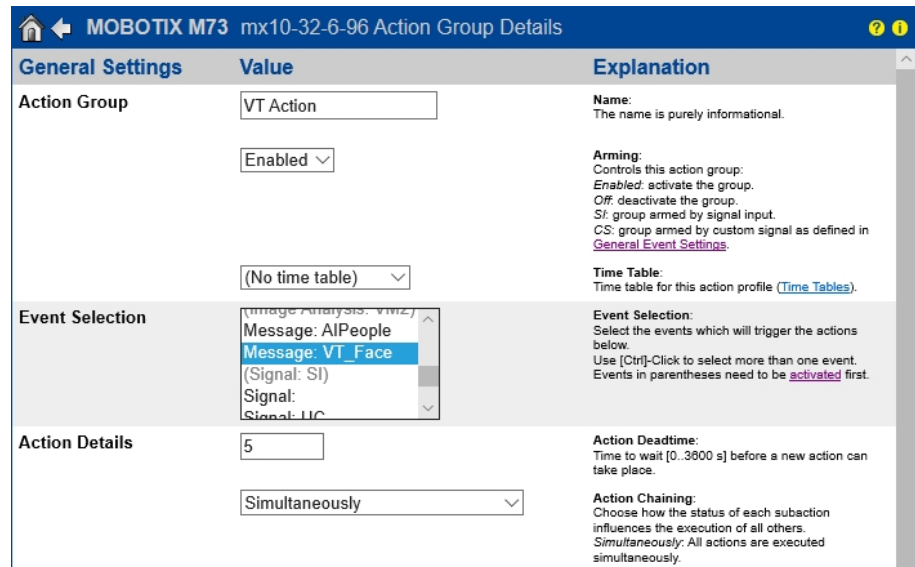 MOBOTIX M73 mx10-32-6-96 Action Group Details
? i
General Settings Value Explanation
Action Group
VT Action
Name:
The name is purely informational.
Enabled
Arming:
Controls this action group:
Enabled: activate the group.
Off: deactivate the group.
SI: group armed by signal input.
CS: group armed by custom signal as defined in
General Event Settings.
(No time table)
Time Table:
Time table for this action profile (Time Tables).
Event Selection
(Image Analysis: VM2)
Message: AIPeople
Message: VT_Face
(Signal: SI)
Signal:
Signal: UC
Event Selection:
Select the events which will trigger the actions
below.
Use [Ctrl]-Click to select more than one event.
Events in parentheses need to be activated first.
Action Details
5
Action Deadtime:
Time to wait [0..3600 s] before a new action can
take place.
Simultaneously
Action Chaining:
Choose how the status of each subaction
influences the execution of all others.
Simultaneously: All actions are executed
simultaneously.